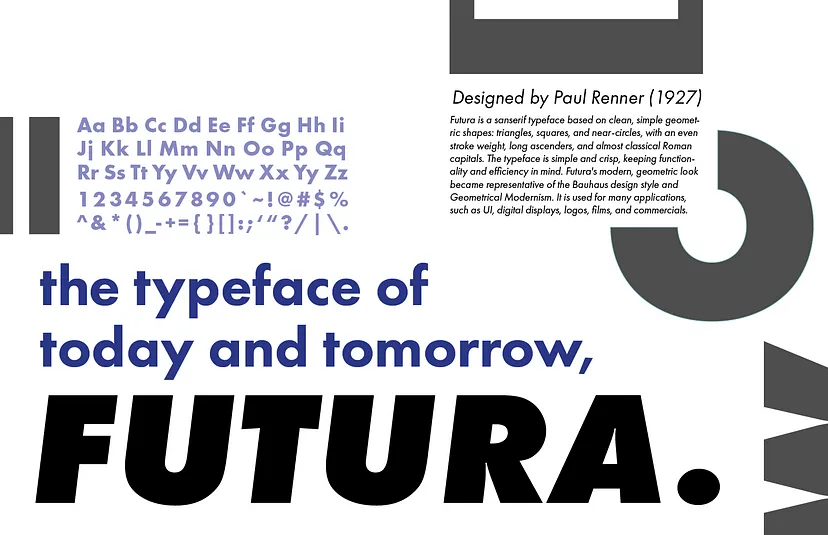 Designed by Paul Renner (1927)
Futura is a sanserif typeface based on clean, simple geomet-
ric shapes: triangles, squares, and near-circles, with an even
stroke weight, long ascenders, and almost classical Roman
capitals. The typeface is simple and crisp, keeping function-
ality and efficiency in mind. Futura's modern, geometric look
became representative of the Bauhaus design style and
Geometrical Modernism. It is used for many applications,
such as UI, digital displays, logos, films, and commercials.
Aa Bb Cc Dd Ee Ff Gg Hh Ii
Jj Kk Ll Mm Nn Oo Pp Qq
Rr Ss Tt Yy Vv Ww Xx Yy Zz
1234567890`~!@#$%
^&*()_-+={}[]:;‘“?/|\.
the typeface of
today and tomorrow,
FUTURA.